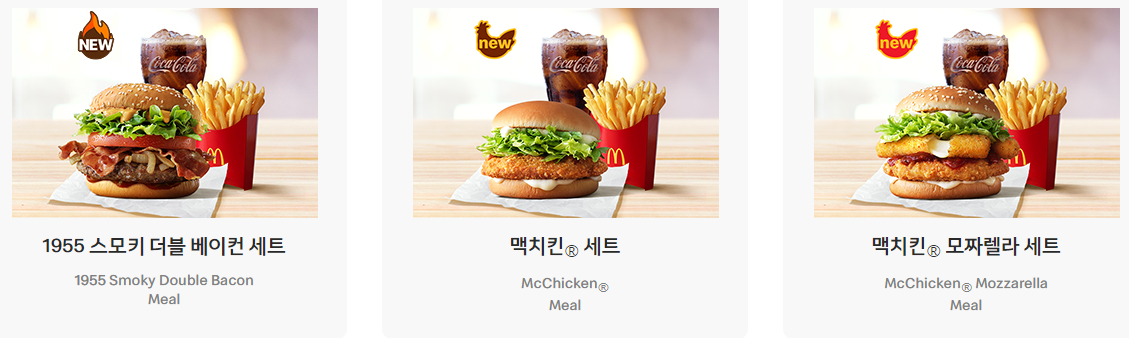 NEW
Coca-Cola
1955 스모키 더블 베이컨 세트
1955 Smoky Double Bacon
Meal
new
Coca-Cola
맥치킨® 세트
McChicken®
Meal
new
Coca-Cola
맥치킨® 모짜렐라 세트
McChicken® Mozzarella
Meal